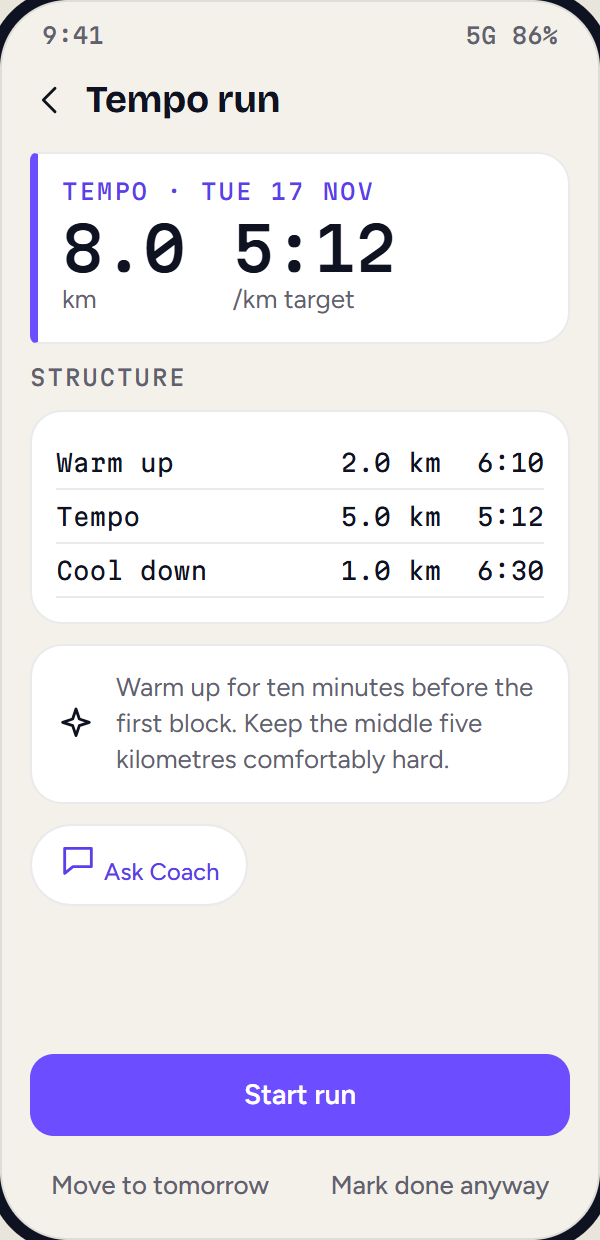 9:41 5G 86%
Tempo run
TEMPO · TUE 17 NOV
8.0 5:12
km /km target
STRUCTURE
Warm up 2.0 km 6:10
Tempo 5.0 km 5:12
Cool down 1.0 km 6:30
Warm up for ten minutes before the
first block. Keep the middle five
kilometres comfortably hard.
Ask Coach
Start run
Move to tomorrow Mark done anyway